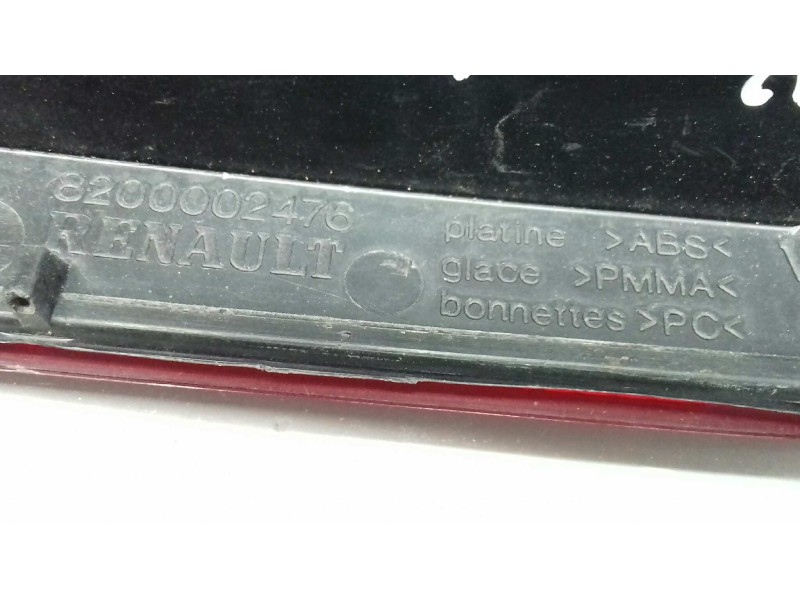 8200002476
RENAULT
platine >ABS<
glace >PMMA<
bonnettes >PC<